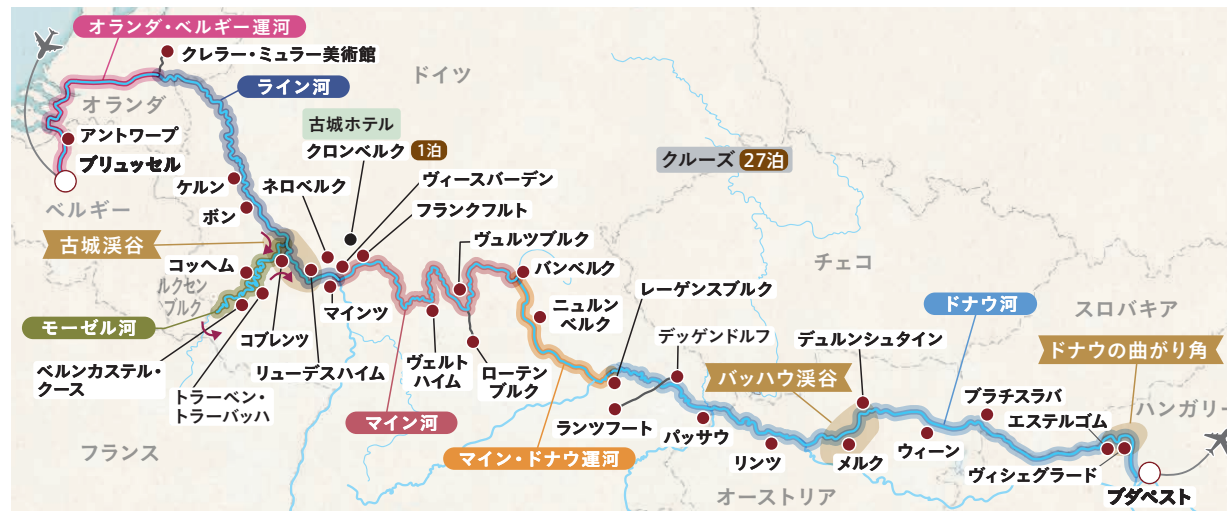 オランダ・ベルギー運河
クレラー・ミュラー美術館
ドイツ
オランダ
ライン河
アントワープ
ブリュッセル
古城ホテル
クロンベルク 1泊
クルーズ 27泊
ケルン
ネロベルク
ヴィースバーデン
ベルギー
ボン
フランクフルト
古城渓谷
ヴュルツブルク
コッヘム
バンベルク
チェコ
ルクセン
ブルク
レーゲンスブルク
ドナウ河
スロバキア
マインツ
ニュルン
ベルク
モーゼル河
コブレンツ
デッゲンドルフ
デュルンシュタイン
ドナウの曲がり角
ベルンカステル・
クース
リューデスハイム
ヴェルト
ハイム
ローテン
ブルク
バッハウ渓谷
トラーベン・
トラーバッハ
ブラチスラバ
ハンガリー
マイン河
ランツフート
パッサウ
エステルゴム
フランス
マイン・ドナウ運河
リンツ
メルク
ウィーン
ヴィシェグラード
オーストリア
ブダペスト